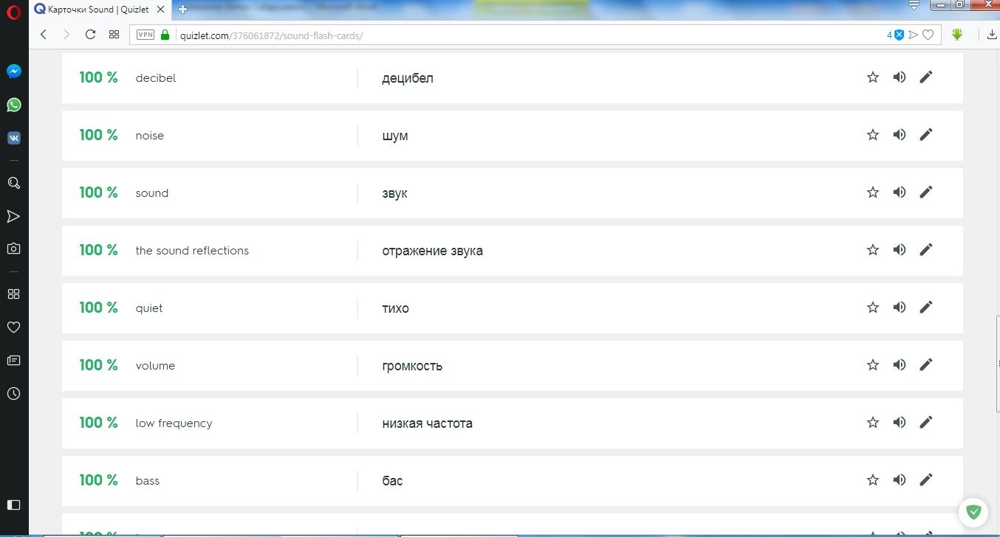 Карточки Sound | Quizlet
VPN quizlet.com/376061872/sound-flash-cards/ 4
100 % decibel децибел
100 % noise шум
100 % sound звук
100 % the sound reflections отражение звука
100 % quiet тихо
100 % volume громкость
100 % low frequency низкая частота
100 % bass бас